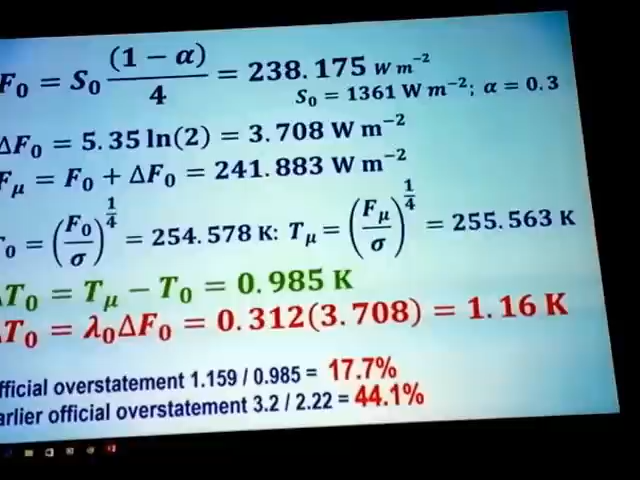 F₀ = S₀ (1 − α)/4 = 238.175 W m⁻²
S₀ = 1361 W m⁻²; α = 0.3
ΔF₀ = 5.35 ln(2) = 3.708 W m⁻²
F_μ = F₀ + ΔF₀ = 241.883 W m⁻²
T₀ = (F₀/σ)^(1/4) = 254.578 K: T_μ = (F_μ/σ)^(1/4) = 255.563 K
ΔT₀ = T_μ − T₀ = 0.985 K
ΔT₀ = λ₀ΔF₀ = 0.312(3.708) = 1.16 K
fficial overstatement 1.159 / 0.985 = 17.7%
arlier official overstatement 3.2 / 2.22 = 44.1%